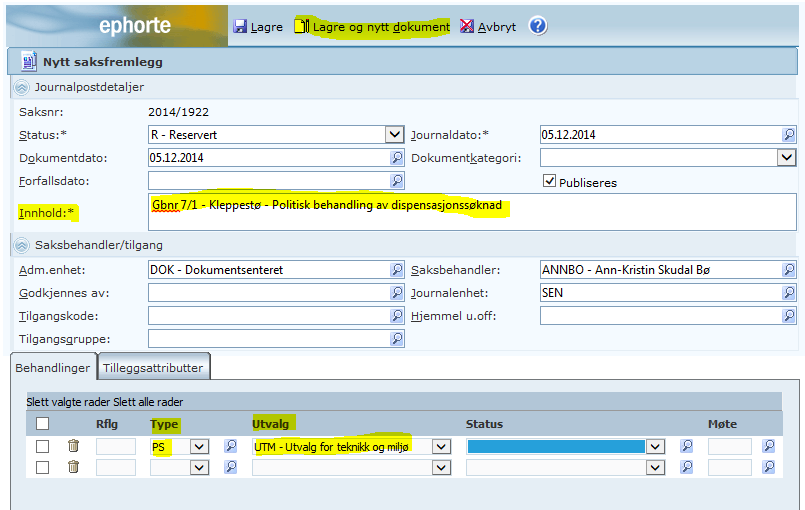 ephorte
Lagre Lagre og nytt dokument Avbryt ?
Nytt saksfremlegg
Journalpostdetaljer
Saksnr: 2014/1922
Status:* R - Reservert Journaldato:* 05.12.2014
Dokumentdato: 05.12.2014 Dokumentkategori:
Forfallsdato: Publiseres
Innhold:* Gbnr 7/1 - Kleppestø - Politisk behandling av dispensasjonssøknad
Saksbehandler/tilgang
Adm.enhet: DOK - Dokumentsenteret Saksbehandler: ANNBO - Ann-Kristin Skudal Bø
Godkjennes av: Journalenhet: SEN
Tilgangskode: Hjemmel u.off:
Tilgangsgruppe:
Behandlinger Tilleggsattributter
Slett valgte rader Slett alle rader
Rflg Type Utvalg Status Møte
PS UTM - Utvalg for teknikk og miljø